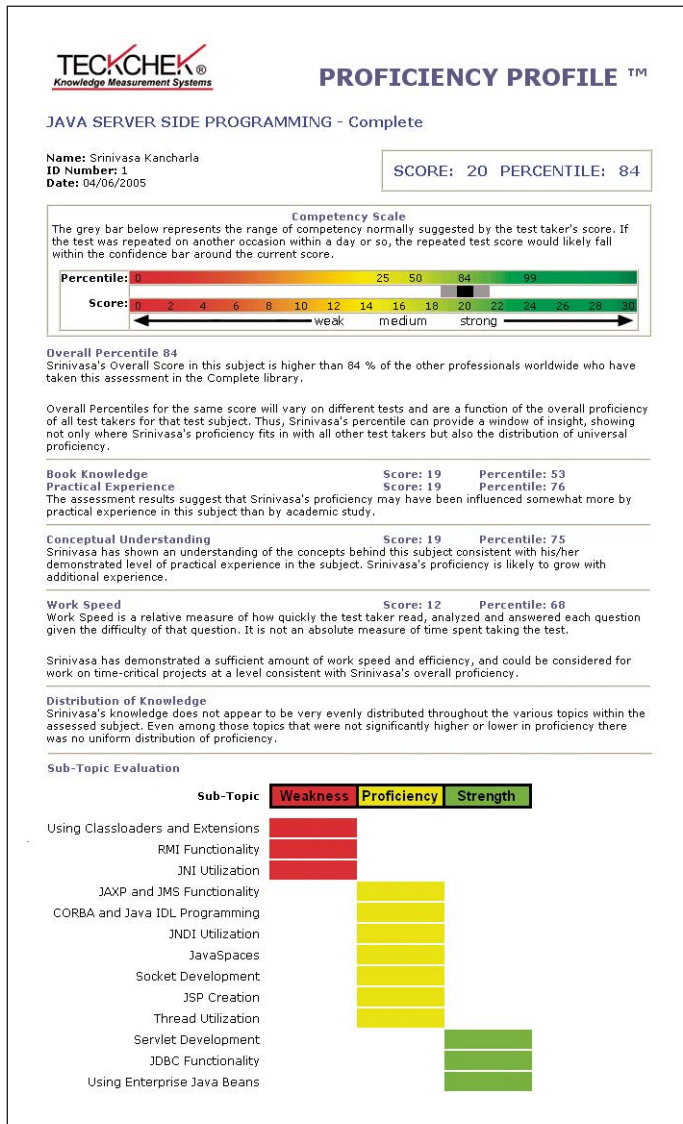 TECKCHEK®
Knowledge Measurement Systems
PROFICIENCY PROFILE ™
JAVA SERVER SIDE PROGRAMMING - Complete
Name: Srinivasa Kancharla
ID Number: 1
Date: 04/06/2005
SCORE: 20 PERCENTILE: 84
Competency Scale
The grey bar below represents the range of competency normally suggested by the test taker's score. If
the test was repeated on another occasion within a day or so, the repeated test score would likely fall
within the confidence bar around the current score.
Percentile: 0 25 50 84 99
Score: 0 2 4 6 8 10 12 14 16 18 20 22 24 26 28 30
weak medium strong
Overall Percentile 84
Srinivasa's Overall Score in this subject is higher than 84 % of the other professionals worldwide who have
taken this assessment in the Complete library.
Overall Percentiles for the same score will vary on different tests and are a function of the overall proficiency
of all test takers for that test subject. Thus, Srinivasa's percentile can provide a window of insight, showing
not only where Srinivasa's proficiency fits in with all other test takers but also the distribution of universal
proficiency.
Book Knowledge Score: 19 Percentile: 53
Practical Experience Score: 19 Percentile: 76
The assessment results suggest that Srinivasa's proficiency may have been influenced somewhat more by
practical experience in this subject than by academic study.
Conceptual Understanding Score: 19 Percentile: 75
Srinivasa has shown an understanding of the concepts behind this subject consistent with his/her
demonstrated level of practical experience in the subject. Srinivasa's proficiency is likely to grow with
additional experience.
Work Speed Score: 12 Percentile: 68
Work Speed is a relative measure of how quickly the test taker read, analyzed and answered each question
given the difficulty of that question. It is not an absolute measure of time spent taking the test.
Srinivasa has demonstrated a sufficient amount of work speed and efficiency, and could be considered for
work on time-critical projects at a level consistent with Srinivasa's overall proficiency.
Distribution of Knowledge
Srinivasa's knowledge does not appear to be very evenly distributed throughout the various topics within the
assessed subject. Even among those topics that were not significantly higher or lower in proficiency there
was no uniform distribution of proficiency.
Sub-Topic Evaluation
Sub-Topic Weakness Proficiency Strength
Using Classloaders and Extensions
RMI Functionality
JNI Utilization
JAXP and JMS Functionality
CORBA and Java IDL Programming
JNDI Utilization
JavaSpaces
Socket Development
JSP Creation
Thread Utilization
Servlet Development
JDBC Functionality
Using Enterprise Java Beans